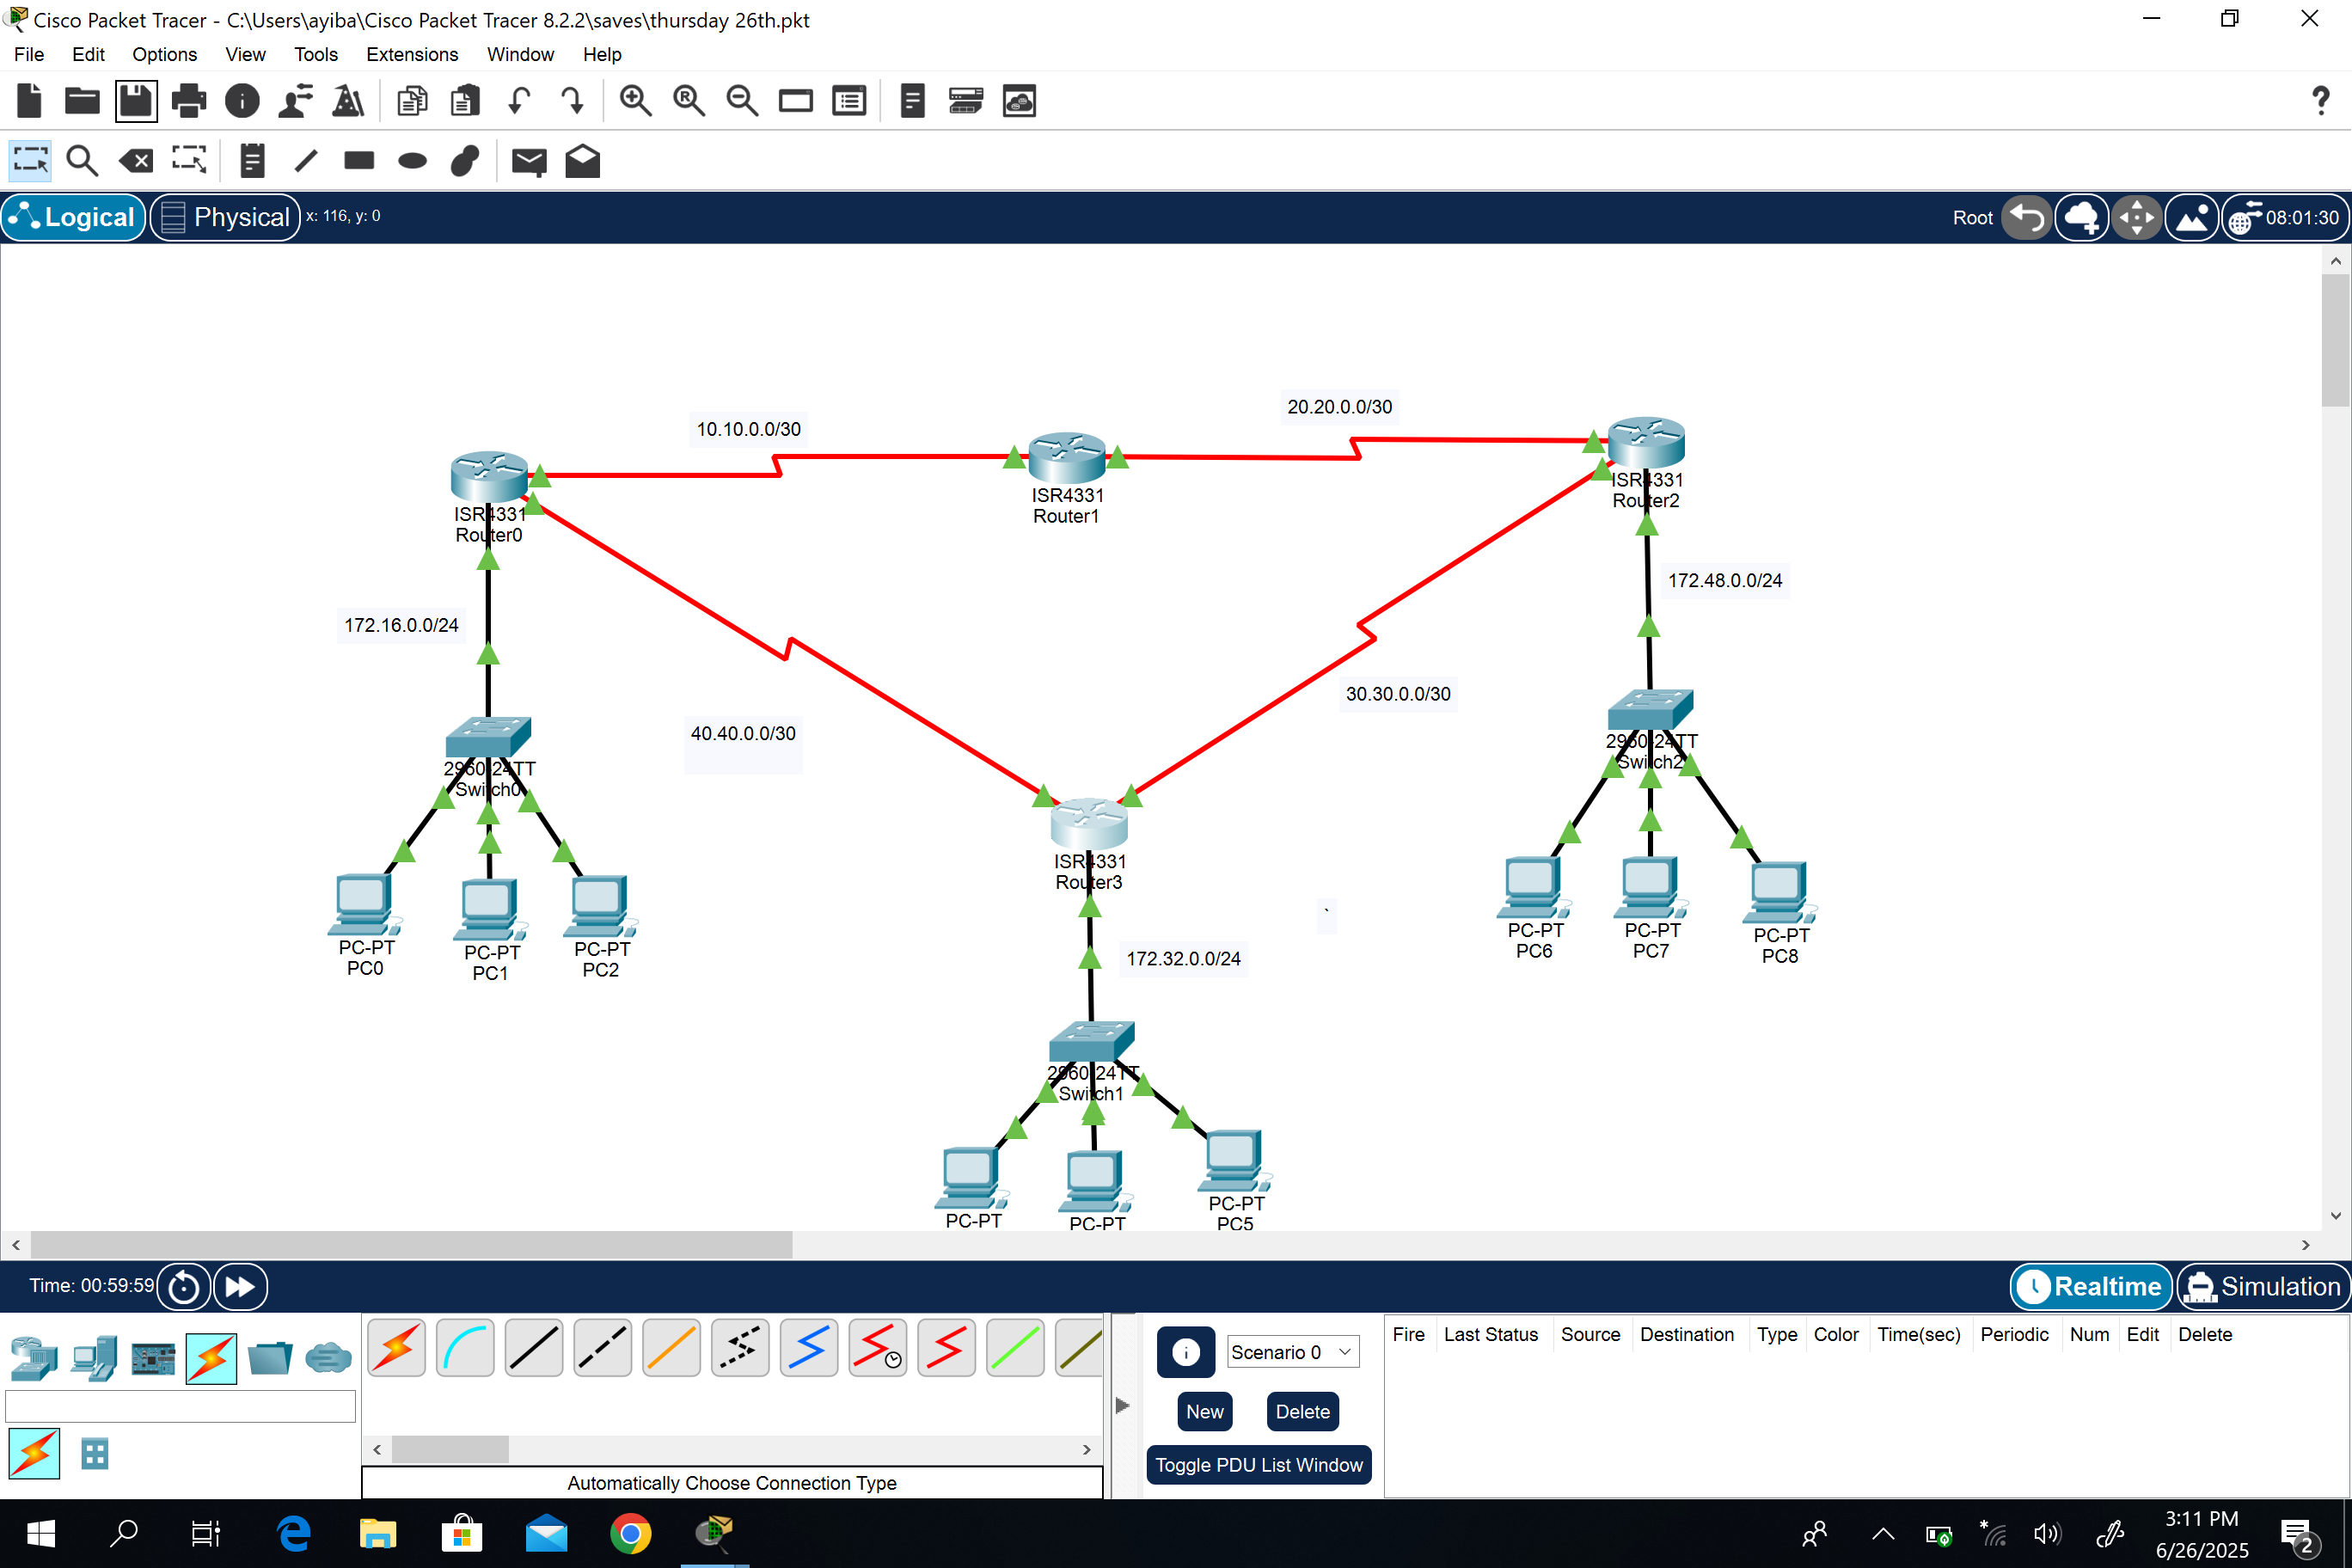 Cisco Packet Tracer - C:\Users\ayiba\Cisco Packet Tracer 8.2.2\saves\thursday 26th.pkt
File Edit Options View Tools Extensions Window Help
Logical Physical x: 116, y: 0 Root 08:01:30
20.20.0.0/30
10.10.0.0/30
ISR4331
Router0
ISR4331
Router1
ISR4331
Router2
172.48.0.0/24
172.16.0.0/24
30.30.0.0/30
40.40.0.0/30
2960-24TT
Switch0
2960-24TT
Switch2
ISR4331
Router3
PC-PT
PC0
PC-PT
PC1
PC-PT
PC2
PC-PT
PC6
PC-PT
PC7
PC-PT
PC8
`
172.32.0.0/24
2960-24TT
Switch1
PC-PT
PC-PT
PC-PT
PC5
Time: 00:59:59 Realtime Simulation
Scenario 0
New Delete
Toggle PDU List Window
Fire Last Status Source Destination Type Color Time(sec) Periodic Num Edit Delete
Automatically Choose Connection Type
3:11 PM
6/26/2025
2